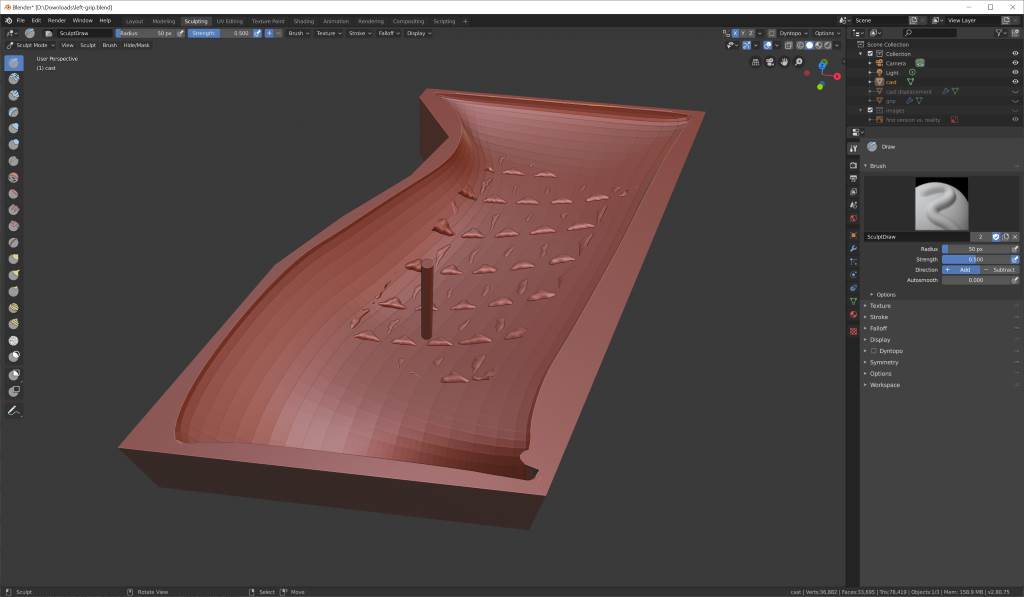 Blender* [D:\Downloads\left-grip.blend]
File Edit Render Window Help Layout Modeling Sculpting UV Editing Texture Paint Shading Animation Rendering Compositing Scripting + Scene View Layer
SculptDraw Radius 50 px Strength 0.500 Brush Texture Stroke Falloff Display X Y Z Dyntopo Options
Sculpt Mode View Sculpt Brush Hide/Mask
User Perspective
(1) cast
Scene Collection
Collection
Camera
Light
cast
cast displacement
grip
images
first version vs. reality
Draw
Brush
SculptDraw 2
Radius 50 px
Strength 0.500
Direction + Add − Subtract
Autosmooth 0.000
Options
Texture
Stroke
Falloff
Display
Dyntopo
Symmetry
Options
Workspace
Sculpt Rotate View Select Move cast | Verts:36,882 | Faces:33,695 | Tris:78,419 | Objects:1/3 | Mem: 158.9 MB | v2.80.75